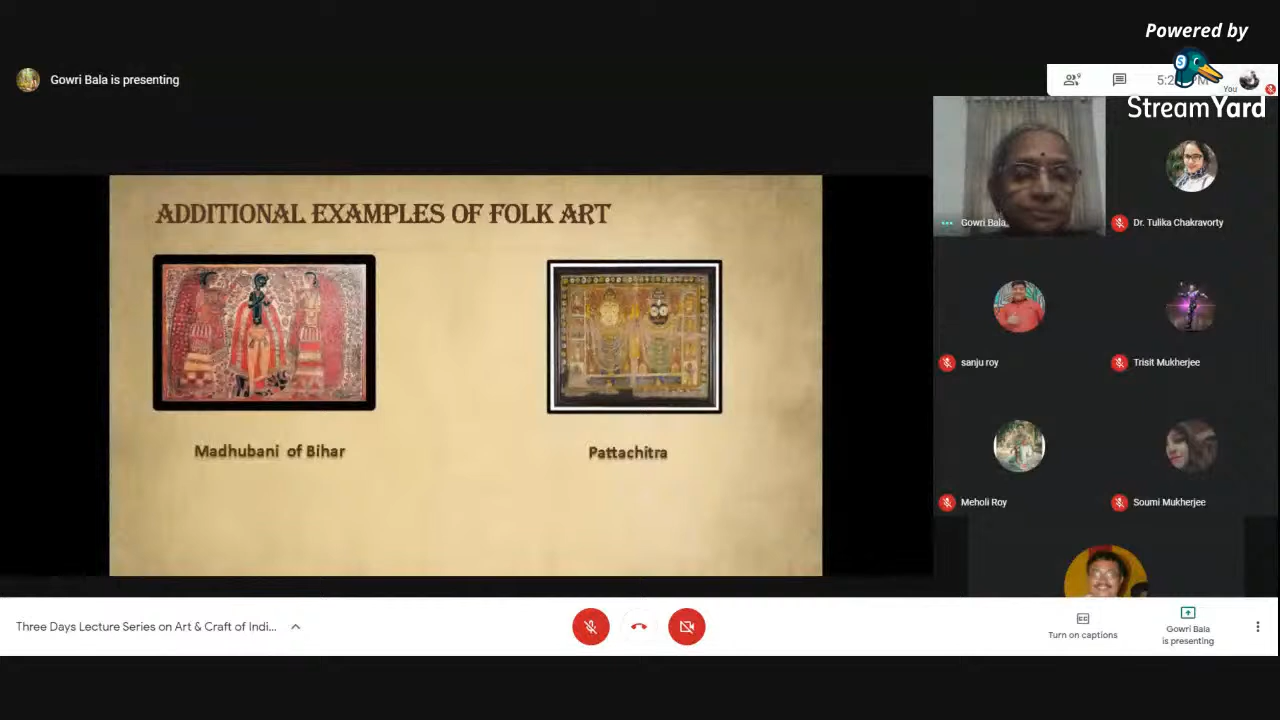 Powered by
StreamYard
Gowri Bala is presenting
You
ADDITIONAL EXAMPLES OF FOLK ART
Madhubani of Bihar
Pattachitra
Gowri Bala
Dr. Tulika Chakravorty
sanju roy
Trisit Mukherjee
Meholi Roy
Soumi Mukherjee
Three Days Lecture Series on Art & Craft of Indi...
Turn on captions
Gowri Bala
is presenting